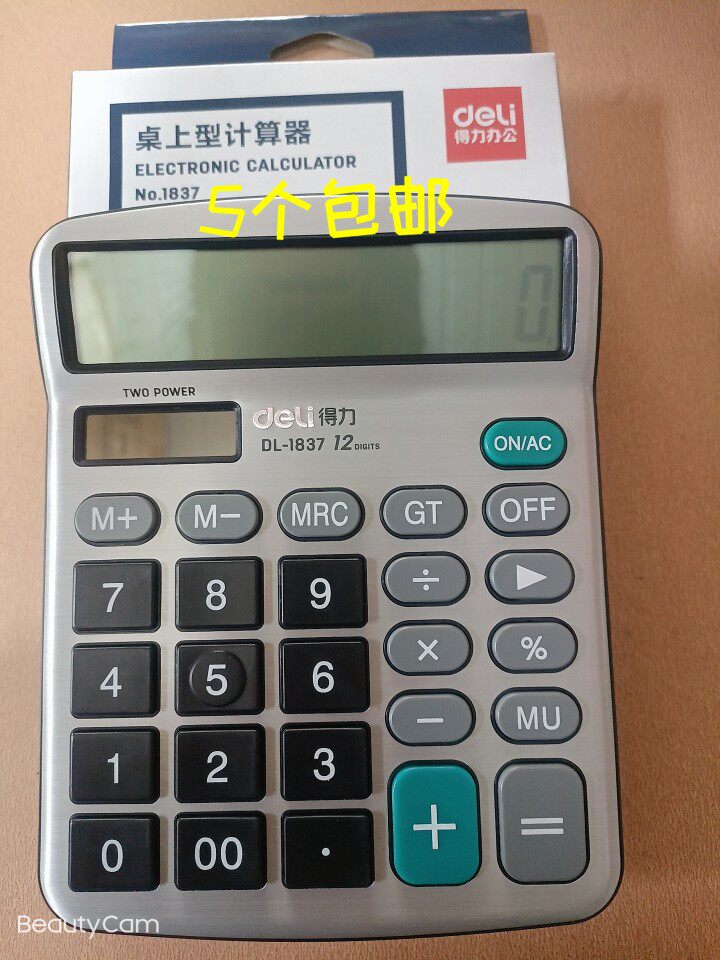 deli
得力办公
桌上型计算器
ELECTRONIC CALCULATOR
No.1837
5个包邮
0.
TWO POWER
deli 得力
DL-1837 12 DIGITS
ON/AC
M+ M− MRC GT OFF
7 8 9 ÷ ▶
4 5 6 × %
1 2 3 − MU
0 00 · + =
BeautyCam